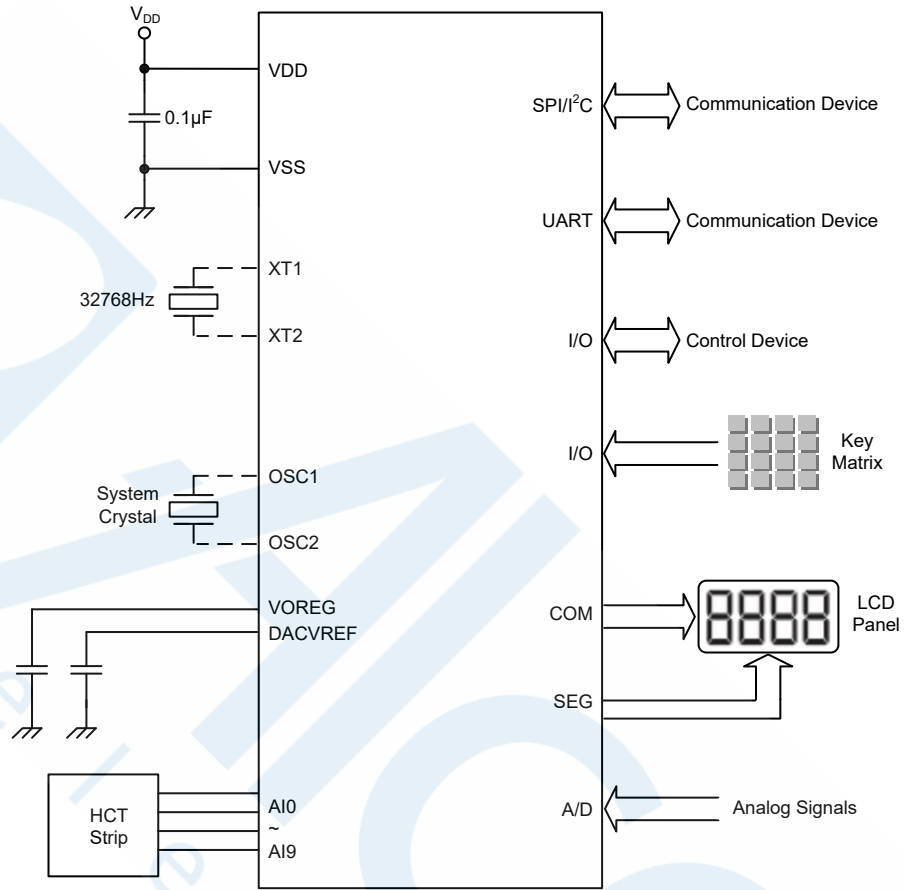 V_DD
VDD
0.1µF
VSS
XT1
32768Hz
XT2
OSC1
System
Crystal
OSC2
VOREG
DACVREF
HCT
Strip
AI0
~
AI9
SPI/I²C
Communication Device
UART
Communication Device
I/O
Control Device
I/O
Key
Matrix
COM
8888
LCD
Panel
SEG
A/D
Analog Signals